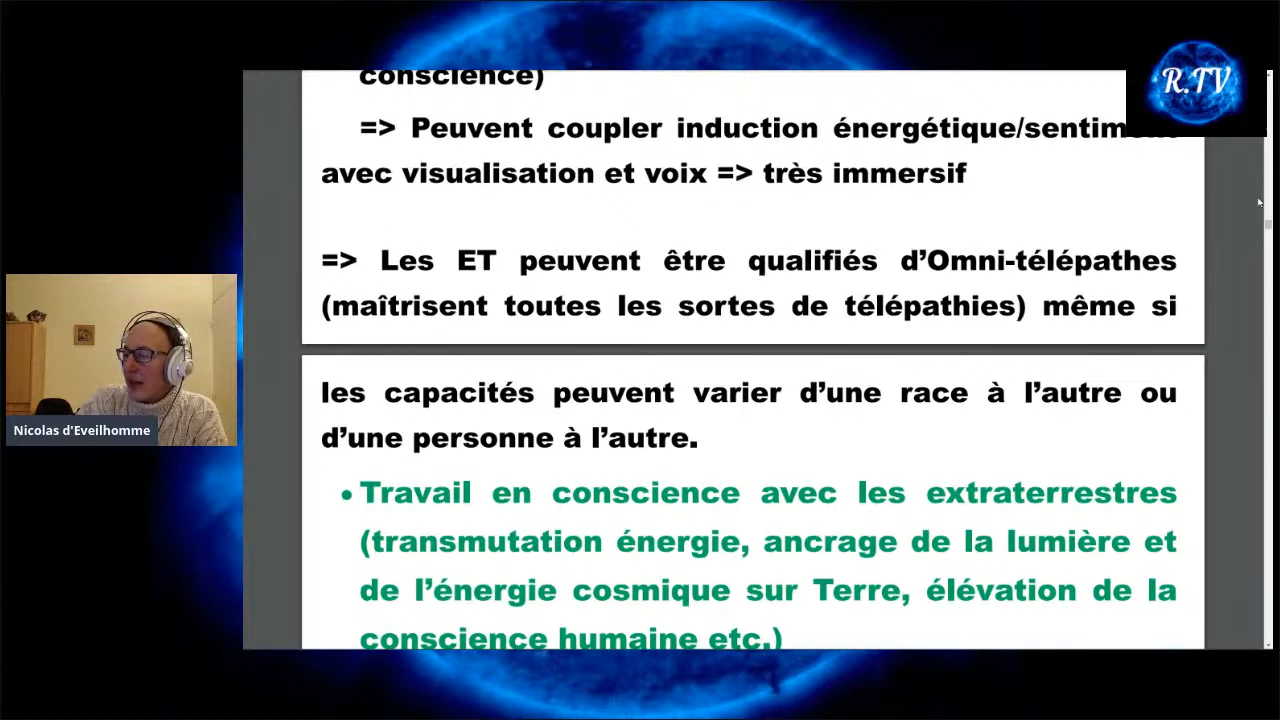 conscience)
R.TV
=> Peuvent coupler induction énergétique/sentiment
avec visualisation et voix => très immersif
=> Les ET peuvent être qualifiés d’Omni-télépathes
(maîtrisent toutes les sortes de télépathies) même si
les capacités peuvent varier d’une race à l’autre ou
d’une personne à l’autre.
Nicolas d'Eveilhomme
• Travail en conscience avec les extraterrestres
(transmutation énergie, ancrage de la lumière et
de l’énergie cosmique sur Terre, élévation de la
conscience humaine etc.)